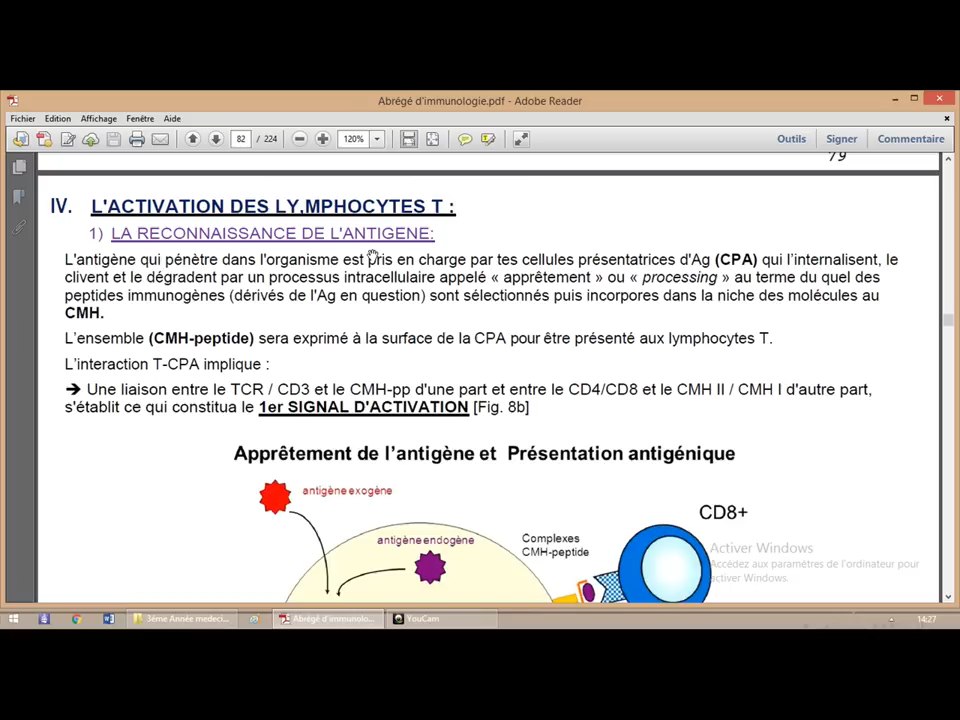 Abrégé d'immunologie.pdf - Adobe Reader
Fichier Edition Affichage Fenêtre Aide
82 / 224 120% Outils Signer Commentaire
79
IV. L'ACTIVATION DES LY,MPHOCYTES T :
1) LA RECONNAISSANCE DE L'ANTIGENE:
L'antigène qui pénètre dans l'organisme est pris en charge par tes cellules présentatrices d'Ag (CPA) qui l'internalisent, le
clivent et le dégradent par un processus intracellulaire appelé « apprêtement » ou « processing » au terme du quel des
peptides immunogènes (dérivés de l'Ag en question) sont sélectionnés puis incorpores dans la niche des molécules au
CMH.
L'ensemble (CMH-peptide) sera exprimé à la surface de la CPA pour être présenté aux lymphocytes T.
L'interaction T-CPA implique :
➔ Une liaison entre le TCR / CD3 et le CMH-pp d'une part et entre le CD4/CD8 et le CMH II / CMH I d'autre part,
s'établit ce qui constitua le 1er SIGNAL D'ACTIVATION [Fig. 8b]
Apprêtement de l'antigène et Présentation antigénique
antigène exogène
CD8+
antigène endogène
Complexes
CMH-peptide
Activer Windows
Accédez aux paramètres de l'ordinateur pour
activer Windows.
3éme Année medeci... Abrégé d'immunolo... YouCam 14:27